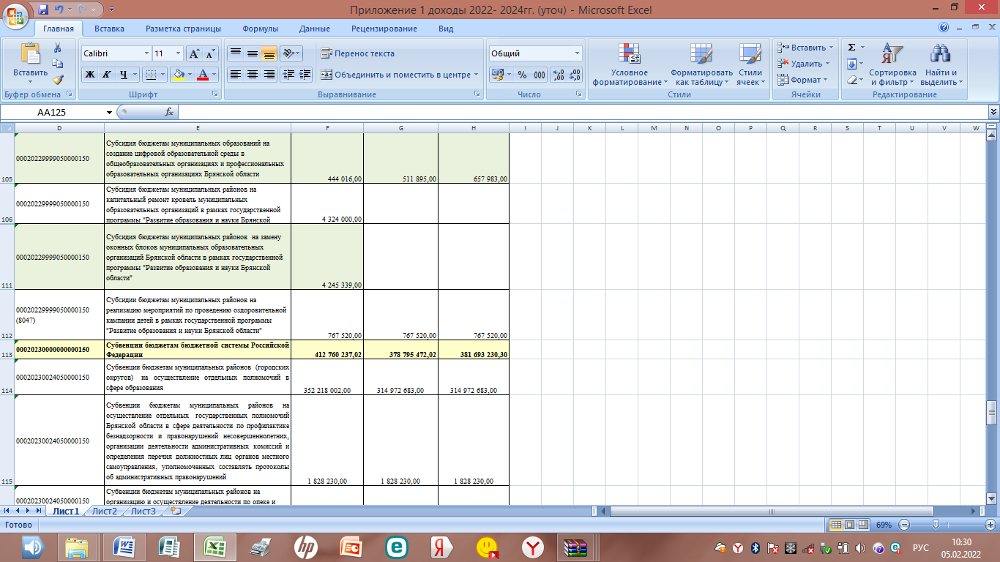 Приложение 1 доходы 2022- 2024гг. (уточ) - Microsoft Excel
Главная Вставка Разметка страницы Формулы Данные Рецензирование Вид
Calibri 11 Перенос текста Общий Вставить Σ
Вставить Ж К Ч А Объединить и поместить в центре % 000 Условное форматирование Форматировать как таблицу Стили ячеек Удалить Формат Сортировка и фильтр Найти и выделить
Буфер обмена Шрифт Выравнивание Число Стили Ячейки Редактирование
AA125 fx
D E F G H I J K L M N O P Q R S T U V W
Субсидия бюджетам муниципальных образований на
создание цифровой образовательной среды в
00020229999050000150
общеобразовательных организациях и профессиональных
образовательных организациях Брянской области
105 444 016,00 511 895,00 657 983,00
Субсидия бюджетам муниципальных районов на
капитальный ремонт кровель муниципальных
00020229999050000150
образовательных организаций в рамках государственной
программы "Развитие образования и науки Брянской
106 4 324 000,00
Субсидия бюджетам муниципальных районов на замену
оконных блоков муниципальных образовательных
00020229999050000150
организаций Брянской области в рамках государственной
программы "Развитие образования и науки Брянской
области"
111 4 245 339,00
Субсидии бюджетам муниципальных районов на
00020229999050000150
(8047)
реализацию мероприятий по проведению оздоровительной
кампании детей в рамках государственной программы
"Развитие образования и науки Брянской области"
112 767 520,00 767 520,00 767 520,00
00020230000000000150
Субвенции бюджетам бюджетной системы Российской
Федерации
113 412 760 237,02 378 795 472,02 381 693 230,30
Субвенции бюджетам муниципальных районов (городских
00020230024050000150
округов) на осуществление отдельных полномочий в
сфере образования
114 352 218 002,00 314 972 683,00 314 972 683,00
Субвенции бюджетам муниципальных районов на
осуществление отдельных государственных полномочий
Брянской области в сфере деятельности по профилактике
00020230024050000150
безнадзорности и правонарушений несовершеннолетних,
организации деятельности административных комиссий и
определения перечня должностных лиц органов местного
самоуправления, уполномоченных составлять протоколы
об административных правонарушений
115 1 828 230,00 1 828 230,00 1 828 230,00
Субвенции бюджетам муниципальных районов на
00020230024050000150
организацию и осуществление деятельности по опеке и
Лист1 Лист2 Лист3
Готово 69%
РУС 10:30
05.02.2022